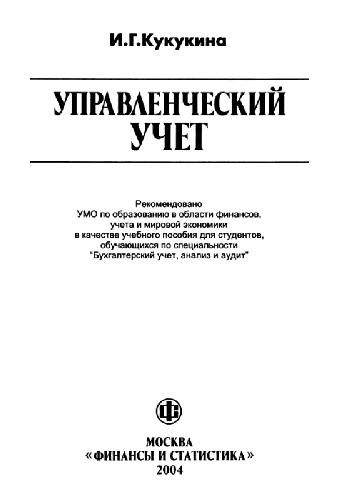 И.Г.Кукукина
УПРАВЛЕНЧЕСКИЙ
УЧЕТ
Рекомендовано
УМО по образованию в области финансов,
учета и мировой экономики
в качестве учебного пособия для студентов,
обучающихся по специальности
"Бухгалтерский учет, анализ и аудит"
ФС
МОСКВА
"ФИНАНСЫ И СТАТИСТИКА"
2004